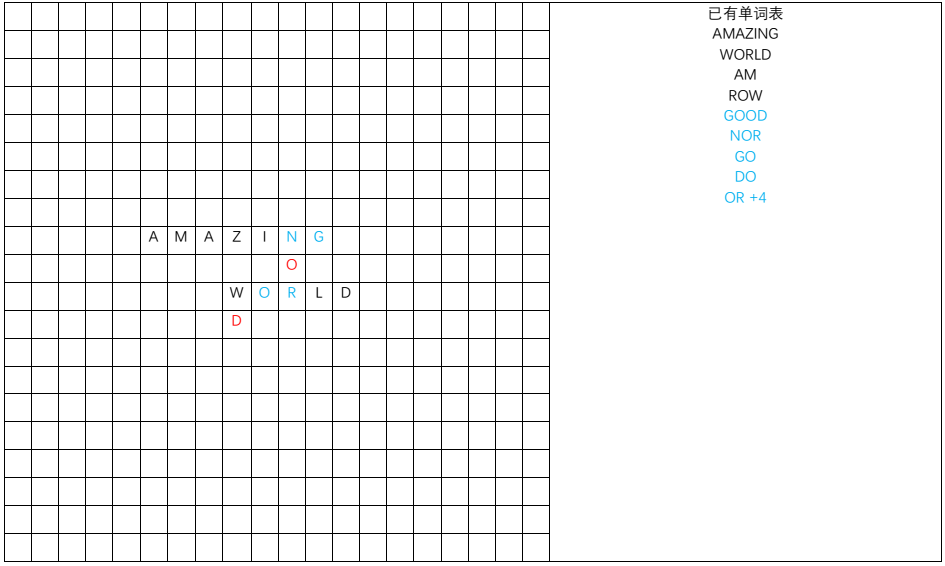 已有单词表
AMAZING
WORLD
AM
ROW
GOOD
NOR
GO
DO
OR +4
A M A Z I N G
O
W O R L D
D